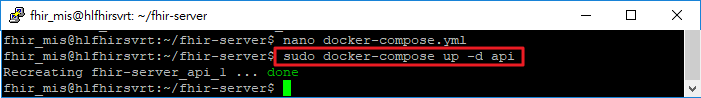 fhir_mis@hlfhirsvrt: ~/fhir-server
fhir_mis@hlfhirsvrt:~/fhir-server$ nano docker-compose.yml
fhir_mis@hlfhirsvrt:~/fhir-server$ sudo docker-compose up -d api
Recreating fhir-server_api_1 ... done
fhir_mis@hlfhirsvrt:~/fhir-server$